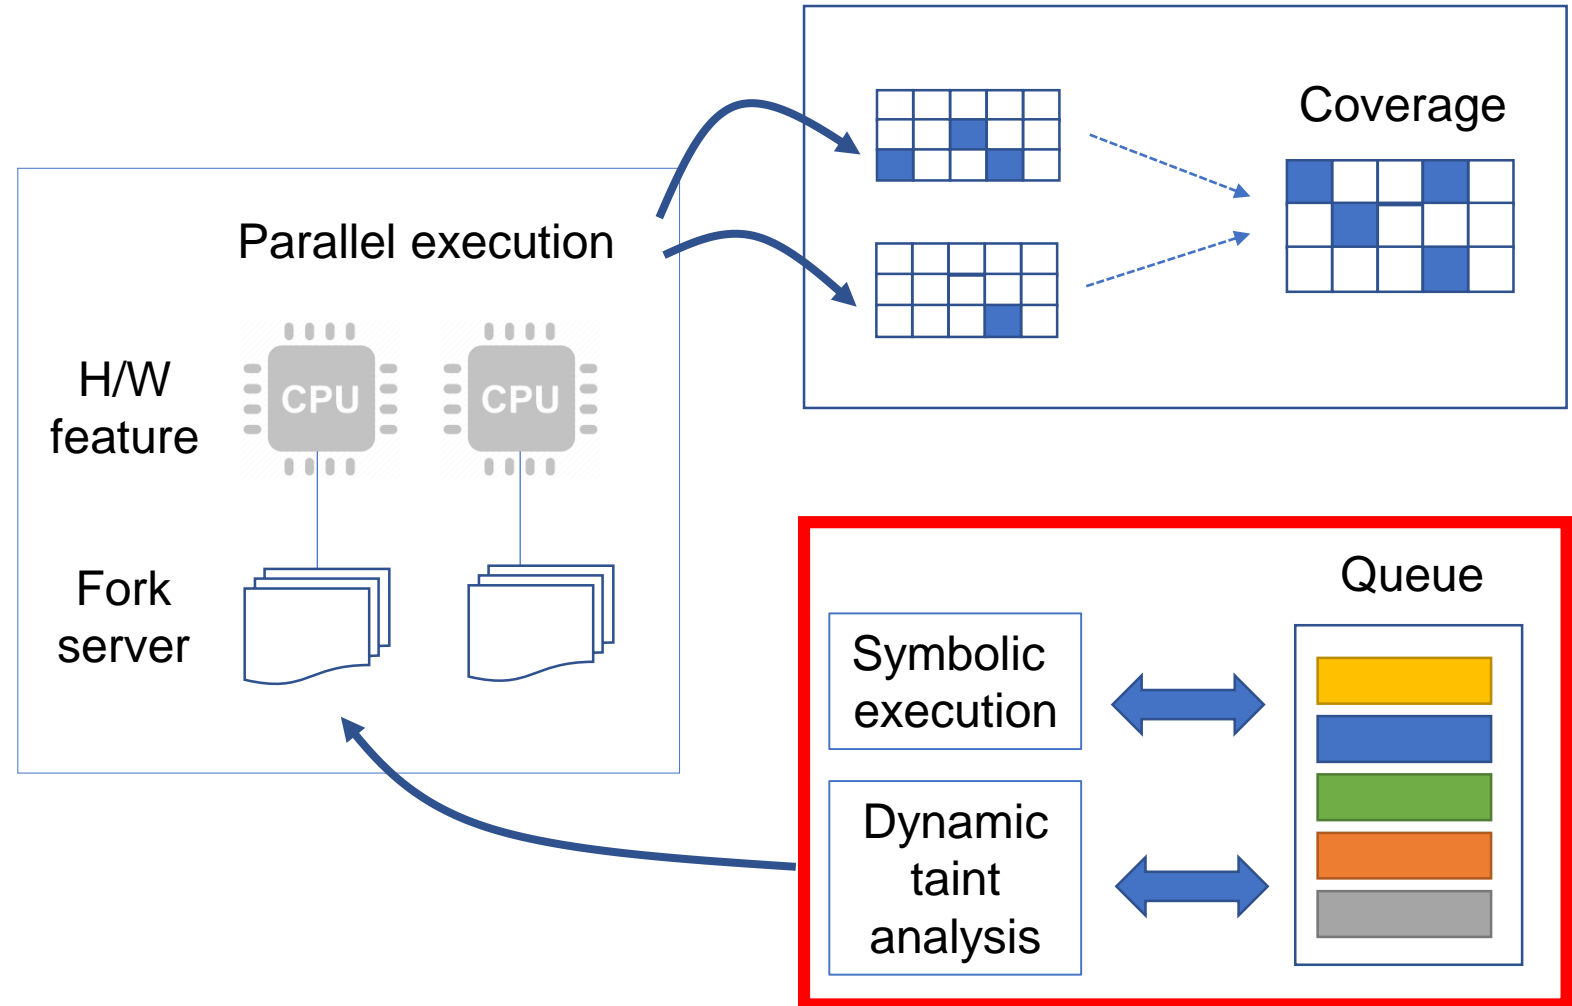 Coverage
Parallel execution
H/W
feature
CPU
CPU
Fork
server
Queue
Symbolic
execution
Dynamic
taint
analysis